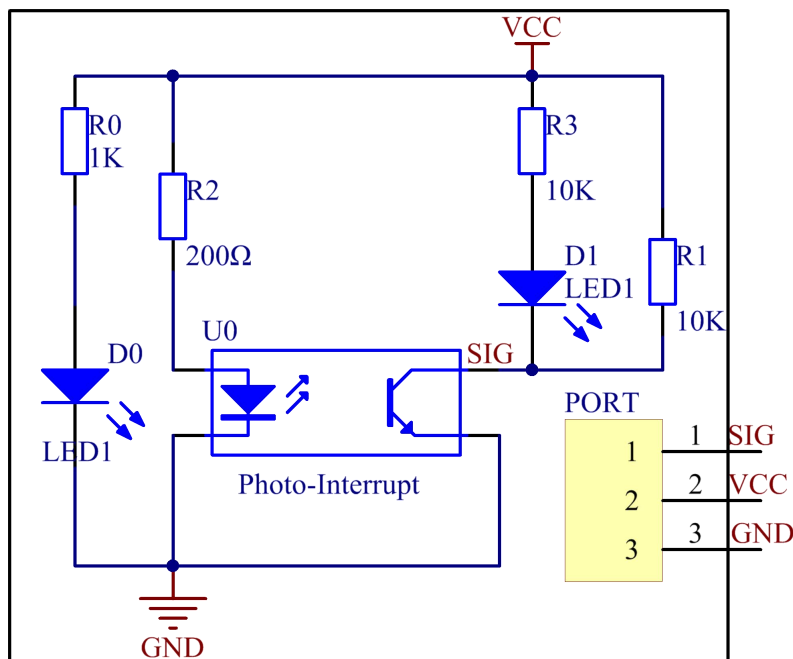 VCC
R0
1K
R2
200Ω
R3
10K
D1
LED1
R1
10K
U0
SIG
D0
LED1
Photo-Interrupt
PORT
1 1 SIG
2 2 VCC
3 3 GND
GND